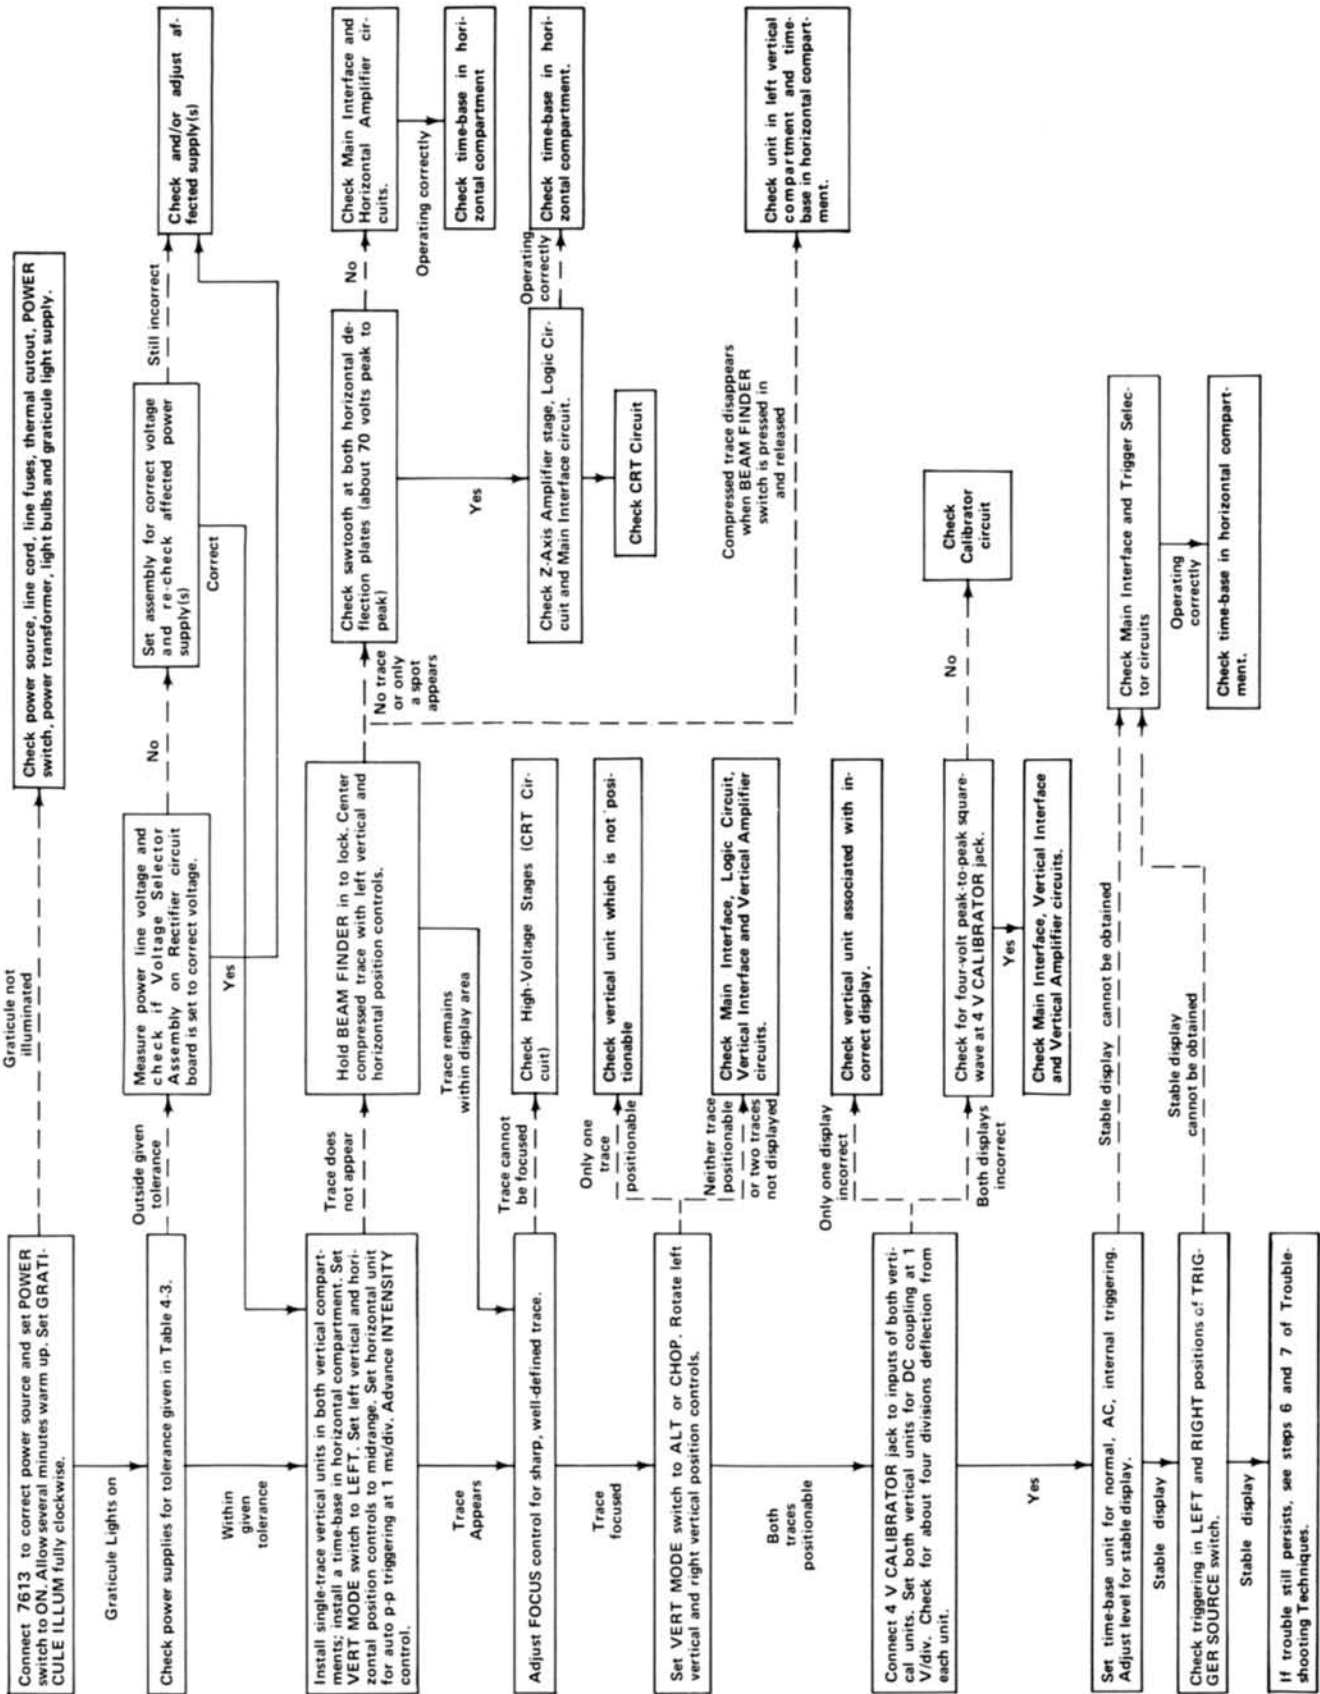 Connect 7613 to correct power source and set POWER
switch to ON. Allow several minutes warm up. Set GRATI-
CULE ILLUM fully clockwise.
Graticule not
illuminated
Check power source, line cord, line fuses, thermal cutout, POWER
switch, power transformer, light bulbs and graticule light supply.
Graticule Lights on
Check power supplies for tolerance given in Table 4-3.
Outside given
tolerance
Measure power line voltage and
check if Voltage Selector
Assembly on Rectifier circuit
board is set to correct voltage.
No
Set assembly for correct voltage
and re-check affected power
supply(s)
Still incorrect
Check and/or adjust af-
fected supply(s)
Yes
Correct
Within
given
tolerance
Install single-trace vertical units in both vertical compart-
ments; install a time-base in horizontal compartment. Set
VERT MODE switch to LEFT. Set left vertical and hori-
zontal position controls to midrange. Set horizontal unit
for auto p-p triggering at 1 ms/div. Advance INTENSITY
control.
Trace does
not appear
Hold BEAM FINDER in to lock. Center
compressed trace with left vertical and
horizontal position controls.
No trace
or only
a spot
appears
Check sawtooth at both horizontal de-
flection plates (about 70 volts peak to
peak)
No
Check Main Interface and
Horizontal Amplifier cir-
cuits.
Operating correctly
Check time-base in hori-
zontal compartment
Yes
Check Z-Axis Amplifier stage, Logic Cir-
cuit and Main Interface circuit.
Operating
correctly
Check time-base in hori-
zontal compartment.
Check CRT Circuit
Trace remains
within display area
Compressed trace disappears
when BEAM FINDER
switch is pressed in
and released
Check unit in left vertical
compartment and time-
base in horizontal compart-
ment.
Trace
Appears
Adjust FOCUS control for sharp, well-defined trace.
Trace cannot
be focused
Check High-Voltage Stages (CRT Cir-
cuit)
Trace
focused
Set VERT MODE switch to ALT or CHOP. Rotate left
vertical and right vertical position controls.
Only one
trace
positionable
Check vertical unit which is not posi-
tionable
Neither trace
positionable
or two traces
not displayed
Check Main Interface, Logic Circuit,
Vertical Interface and Vertical Amplifier
circuits.
Both
traces
positionable
Connect 4 V CALIBRATOR jack to inputs of both verti-
cal units. Set both vertical units for DC coupling at 1
V/div. Check for about four divisions deflection from
each unit.
Only one display
incorrect
Check vertical unit associated with in-
correct display.
Both displays
incorrect
Check for four-volt peak-to-peak square-
wave at 4 V CALIBRATOR jack.
No
Check
Calibrator
circuit
Yes
Check Main Interface, Vertical Interface
and Vertical Amplifier circuits.
Yes
Set time-base unit for normal, AC, internal triggering.
Adjust level for stable display.
Stable display cannot be obtained
Check Main Interface and Trigger Selec-
tor circuits
Operating
correctly
Check time-base in horizontal compart-
ment.
Stable display
Check triggering in LEFT and RIGHT positions of TRIG-
GER SOURCE switch.
Stable display
cannot be obtained
Stable display
If trouble still persists, see steps 6 and 7 of Trouble-
shooting Techniques.